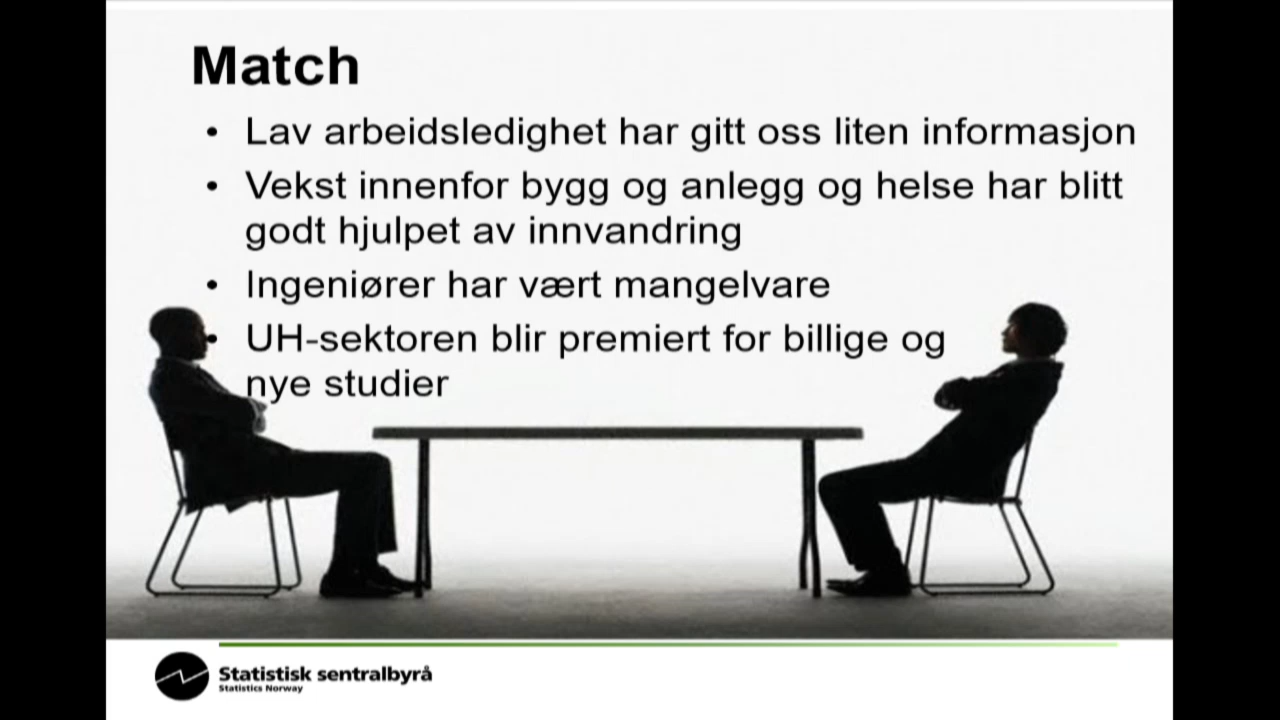 Match
• Lav arbeidsledighet har gitt oss liten informasjon
• Vekst innenfor bygg og anlegg og helse har blitt
godt hjulpet av innvandring
• Ingeniører har vært mangelvare
• UH-sektoren blir premiert for billige og
nye studier
Statistisk sentralbyrå
Statistics Norway